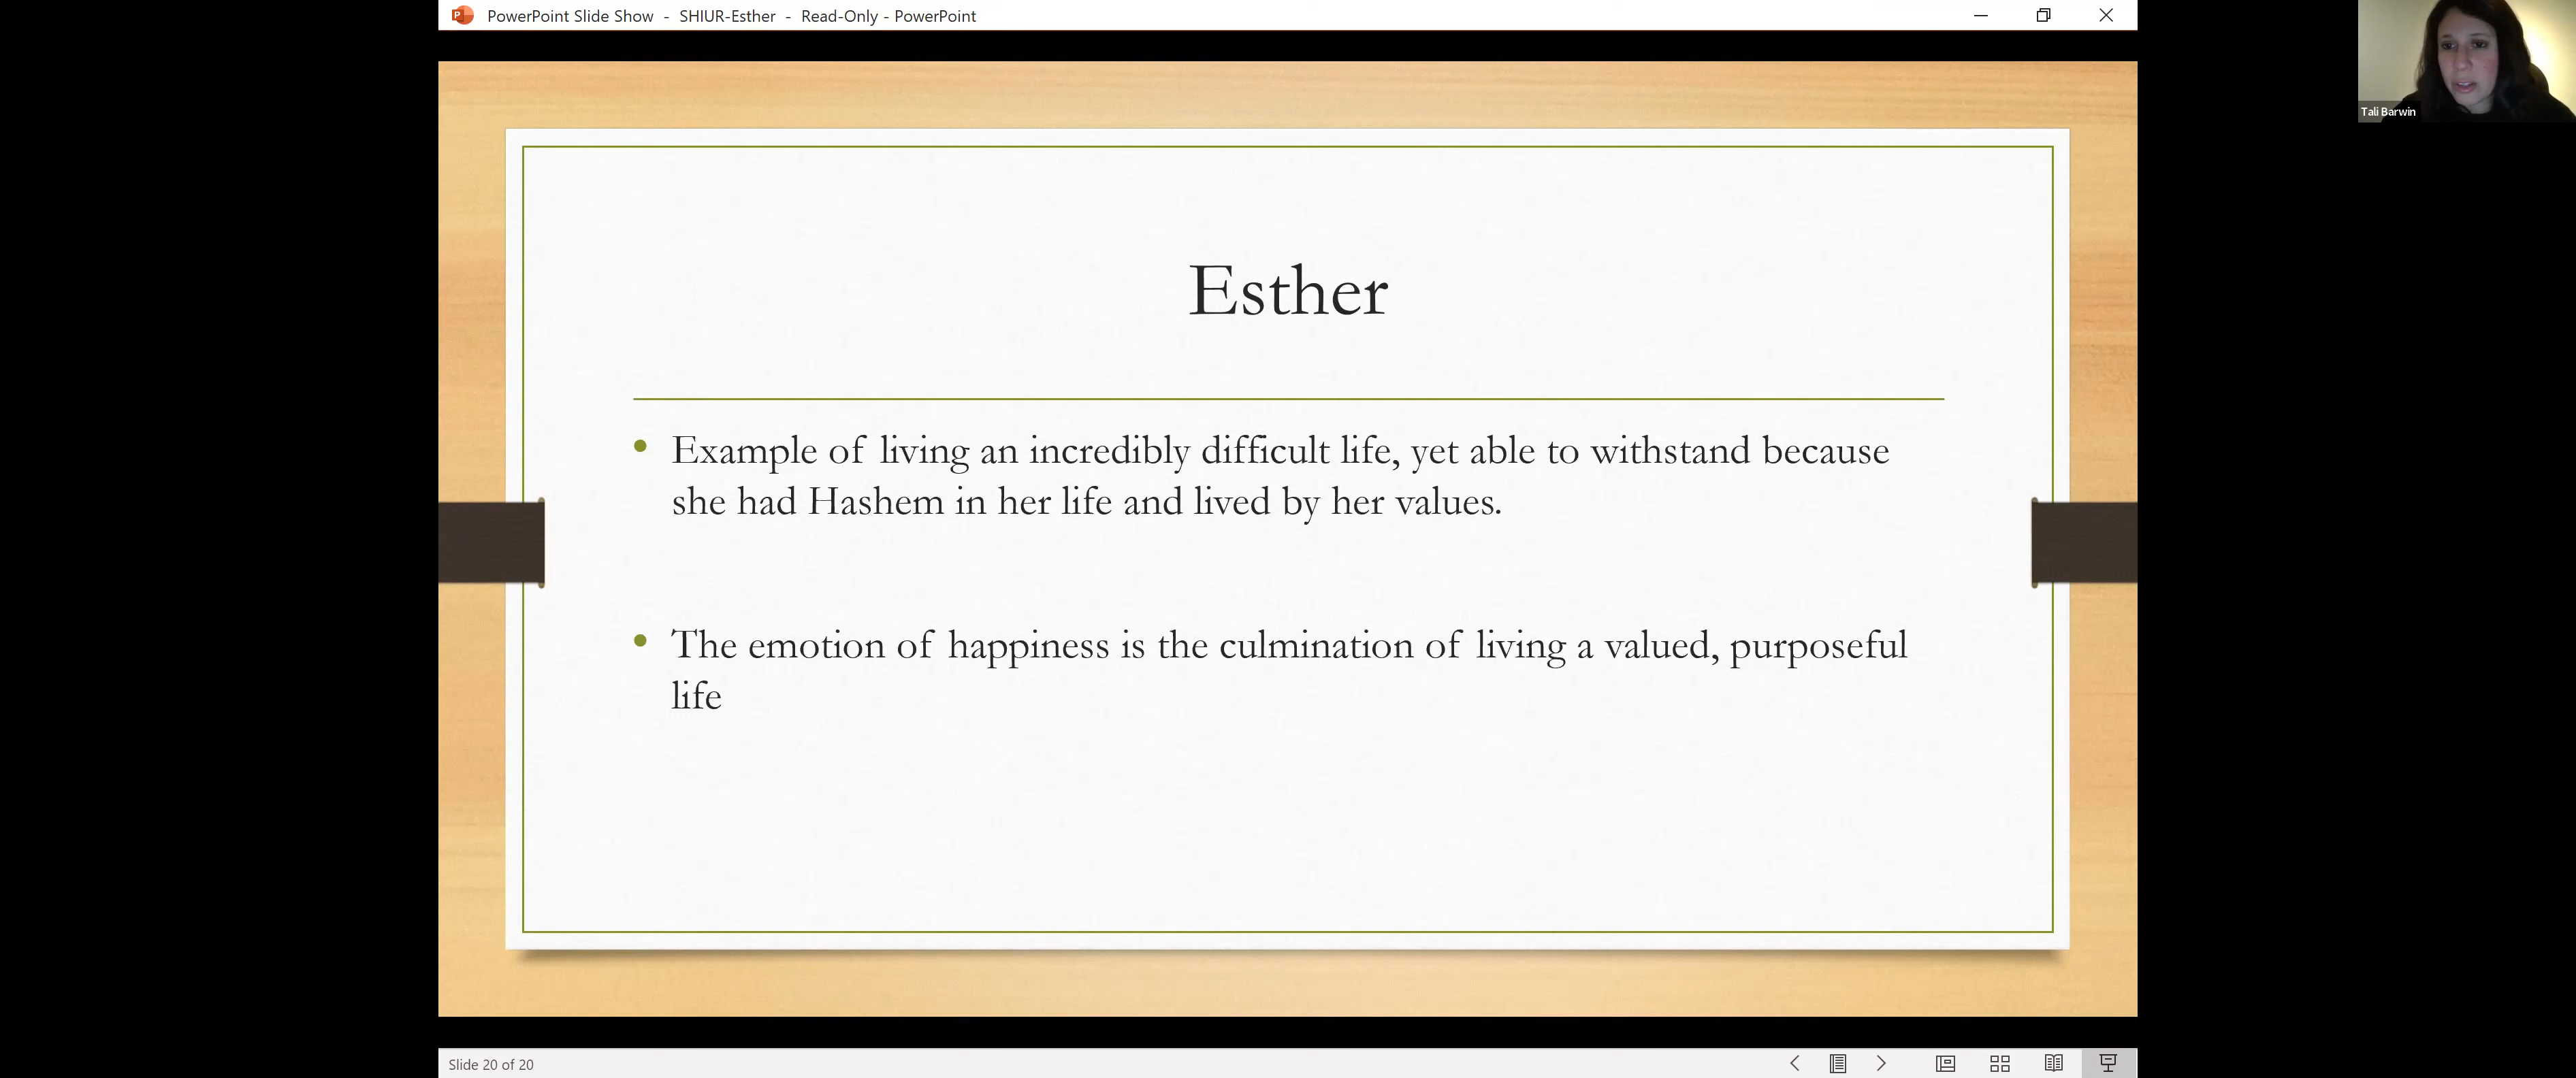 PowerPoint Slide Show - SHIUR-Esther - Read-Only - PowerPoint
Tali Barwin
Esther
• Example of living an incredibly difficult life, yet able to withstand because
she had Hashem in her life and lived by her values.
• The emotion of happiness is the culmination of living a valued, purposeful
life
Slide 20 of 20